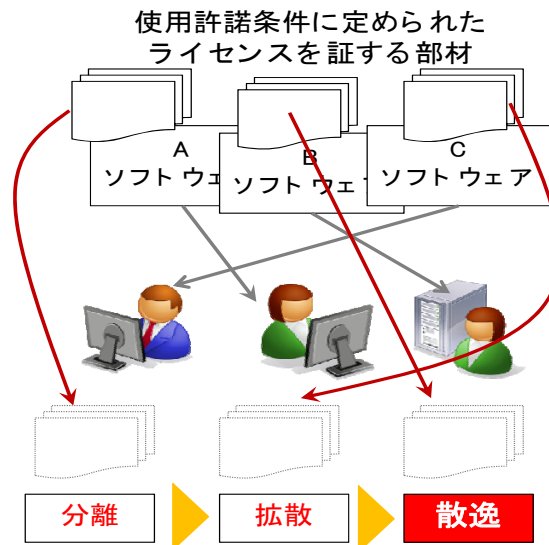 使用許諾条件に定められた
ライセンスを証する部材
A
ソフトウェ
B
ソフトウェア
C
ソフトウェア
分離
拡散
散逸